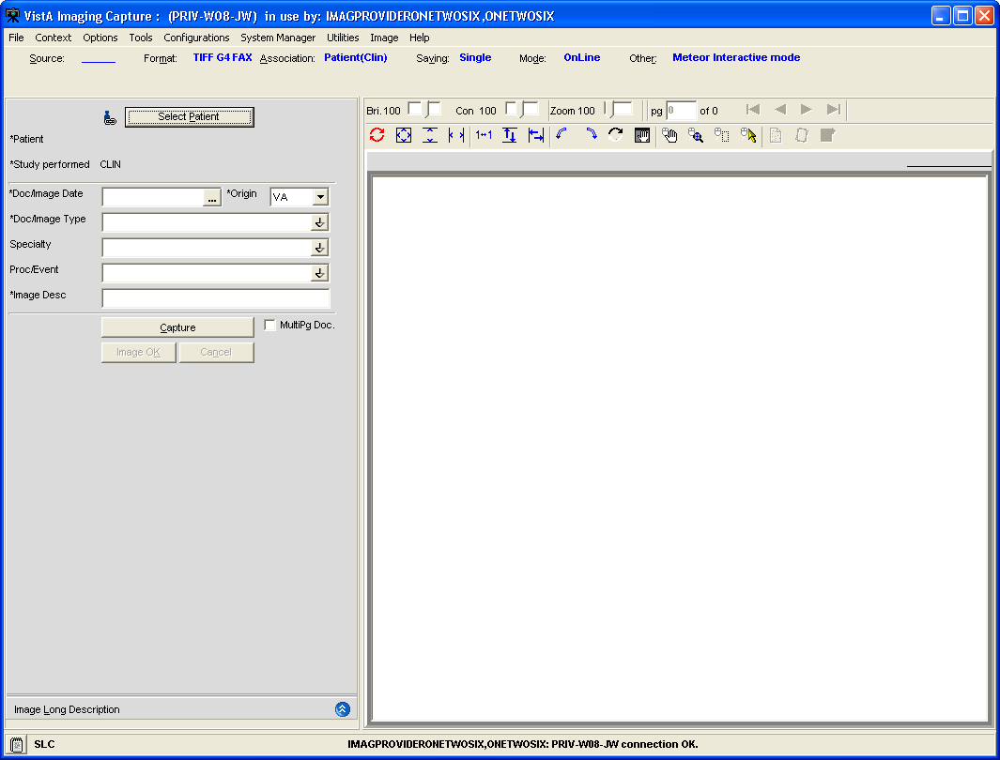 VistA Imaging Capture : (PRIV-W08-JW) in use by: IMAGPROVIDERONETWOSIX,ONETWOSIX
File Context Options Tools Configurations System Manager Utilities Image Help
Source: Format: TIFF G4 FAX Association: Patient(Clin) Saving: Single Mode: OnLine Other: Meteor Interactive mode
Select Patient
Bri. 100 Con 100 Zoom 100 pg 0 of 0
*Patient
*Study performed CLIN
*Doc/Image Date ... *Origin VA
*Doc/Image Type
Specialty
Proc/Event
*Image Desc
Capture MultiPg Doc.
Image OK Cancel
Image Long Description
SLC IMAGPROVIDERONETWOSIX,ONETWOSIX: PRIV-W08-JW connection OK.